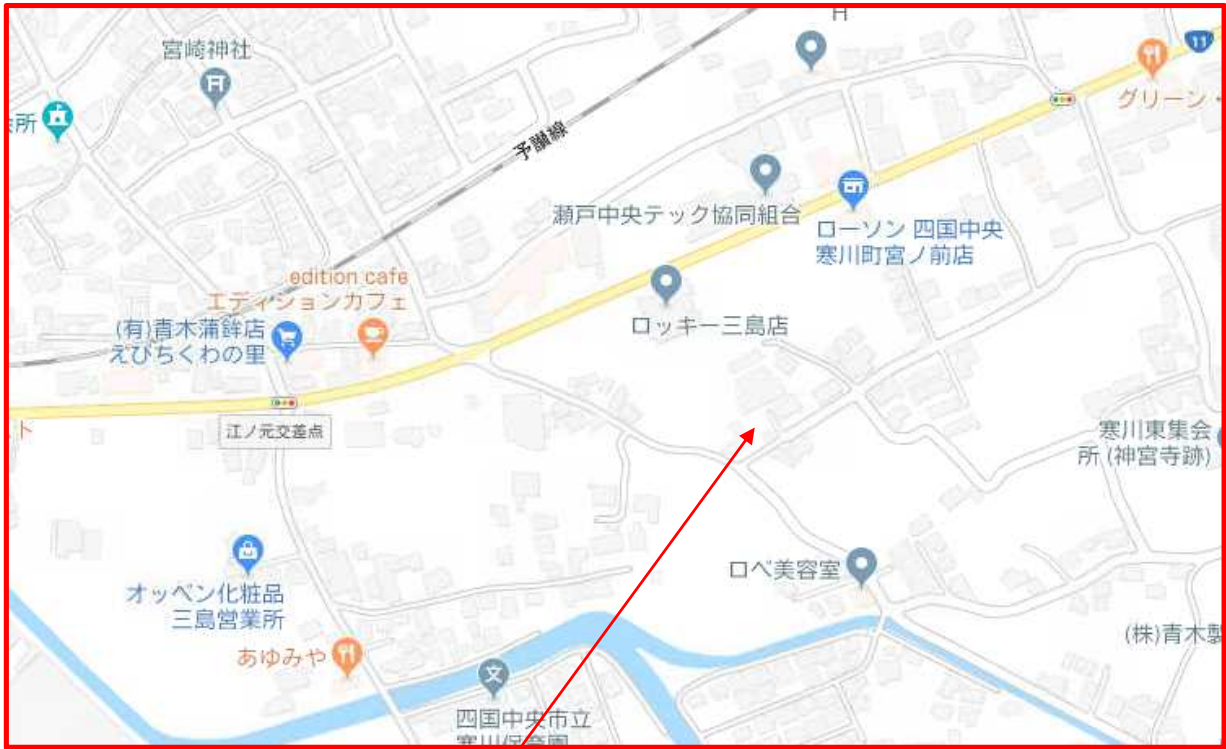 宮崎神社
11
所
グリーン・
予讃線
瀬戸中央テック協同組合
ローソン 四国中央
寒川町宮ノ前店
edition cafe
エディションカフェ
ロッキー三島店
(有)青木蒲鉾店
えびちくわの里
ト
江ノ元交差点
寒川東集会
所 (神宮寺跡)
ロベ美容室
オッペン化粧品
三島営業所
(株)青木製
あゆみや
文
四国中央市立
寒川保育園